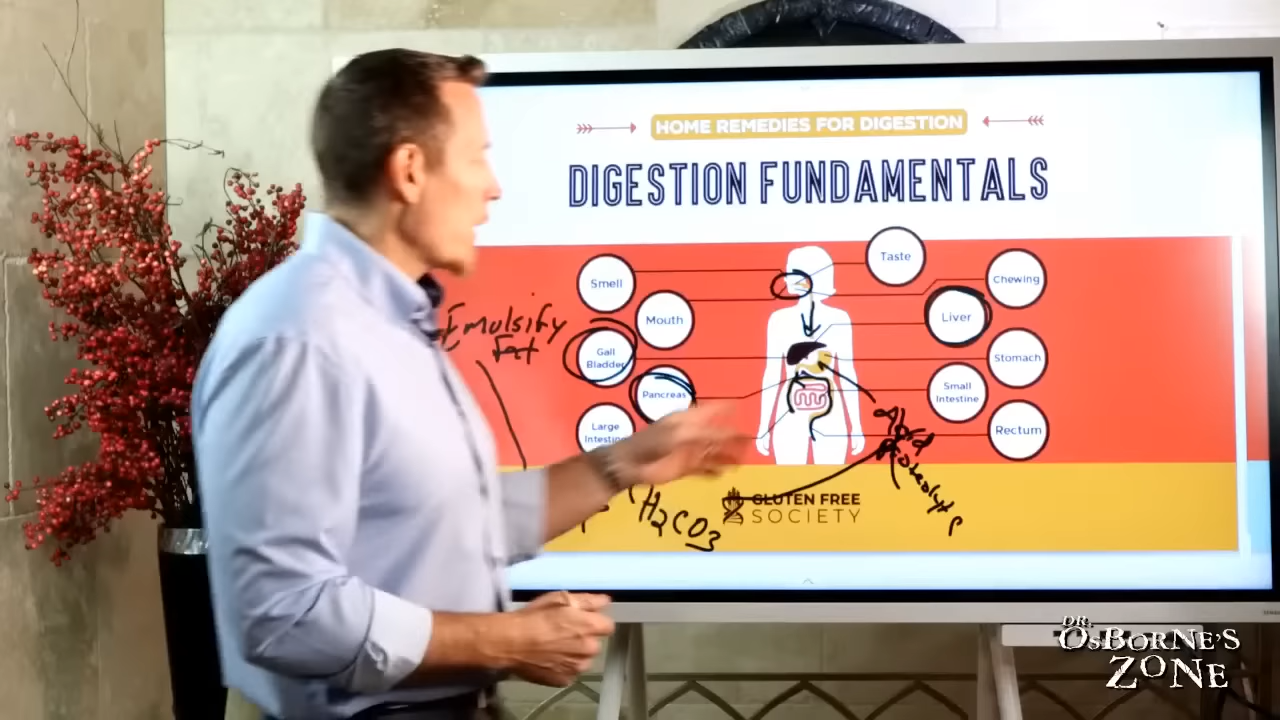 HOME REMEDIES FOR DIGESTION
DIGESTION FUNDAMENTALS
Taste
Smell
Chewing
Mouth
Liver
Emulsify
Fat
Gall
Bladder
Stomach
Pancreas
Small
Intestine
Large
Intestine
Rectum
Acid
Proteolytic
H2CO3
GLUTEN FREE
SOCIETY
DR.
OSBORNE'S
ZONE